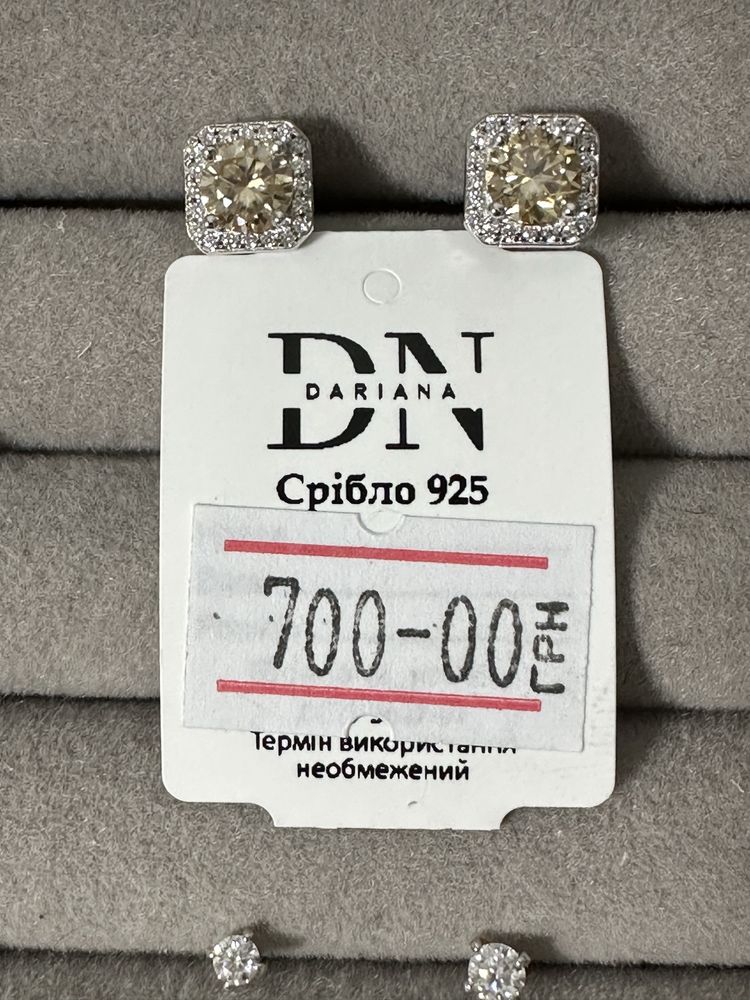 DN
DARIANA
Срібло 925
700-00 ГРН
Термін використання
необмежений